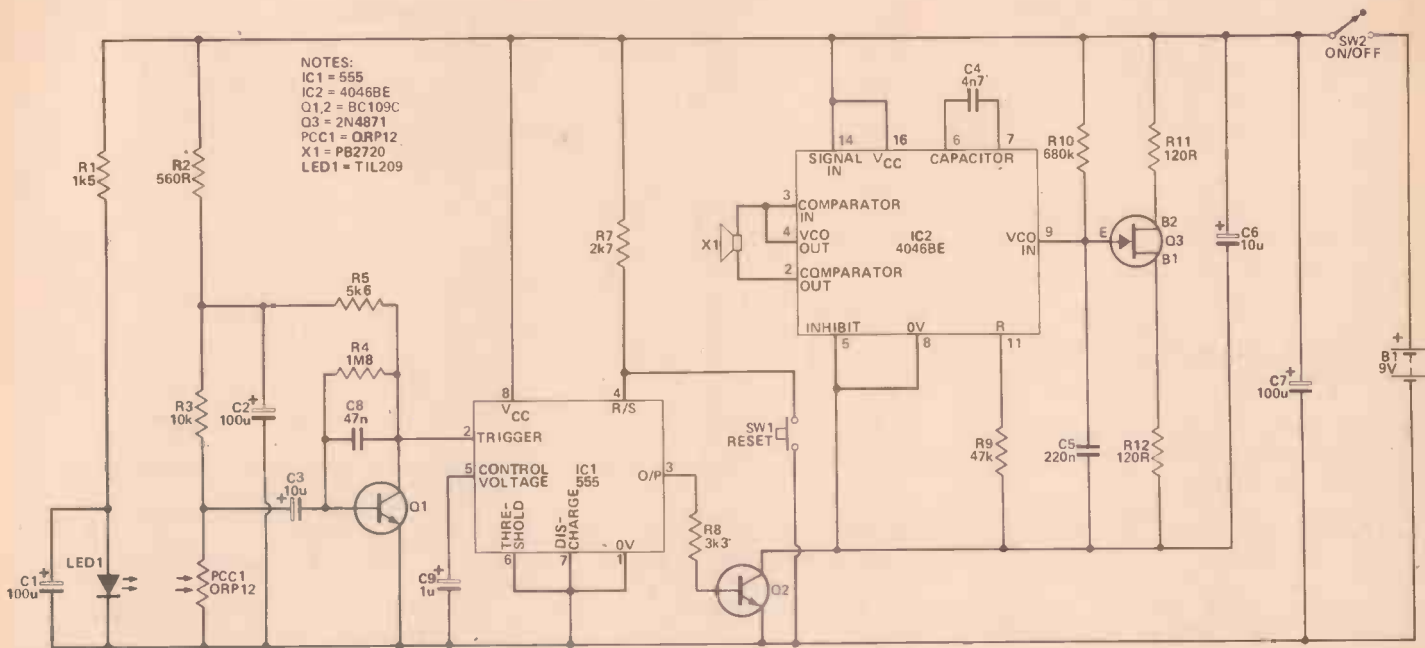 NOTES:
IC1 = 555
IC2 = 4046BE
Q1,2 = BC109C
Q3 = 2N4871
PCC1 = ORP12
X1 = PB2720
LED1 = TIL209
SW2
ON/OFF
R1
1k5
R2
560R
R5
5k6
R4
1M8
C8
47n
R3
10k
C2
100u
+
C3
10u
+
Q1
C1
100u
+
LED1
PCC1
ORP12
C9
1u
+
R7
2k7
8
VCC
4
R/S
2
TRIGGER
5
CONTROL
VOLTAGE
IC1
555
O/P
3
THRE-
SHOLD
DIS-
CHARGE
0V
6
7
1
R8
3k3
Q2
SW1
RESET
C4
4n7
14
16
6
7
SIGNAL
IN
VCC
CAPACITOR
3
COMPARATOR
IN
4
VCO
OUT
2
COMPARATOR
OUT
X1
IC2
4046BE
VCO
IN
9
INHIBIT
0V
R
5
8
11
R9
47k
R10
680k
R11
120R
E
B2
Q3
B1
C5
220n
R12
120R
C6
10u
+
C7
100u
+
B1
9V
+